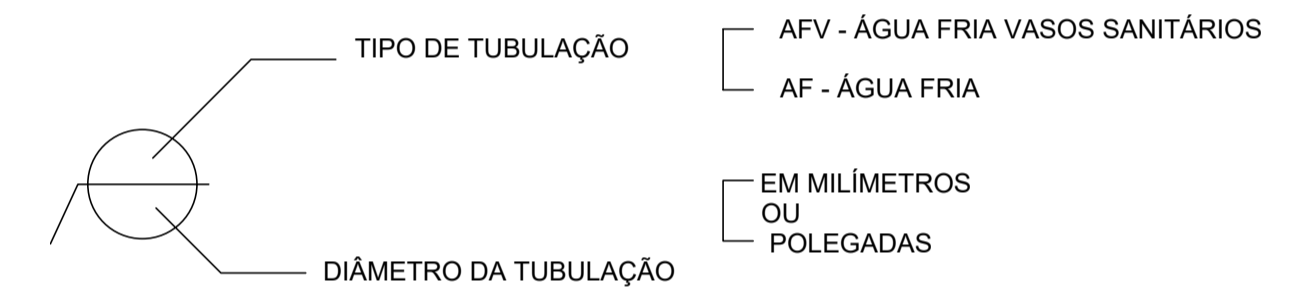 TIPO DE TUBULAÇÃO
AFV - ÁGUA FRIA VASOS SANITÁRIOS
AF - ÁGUA FRIA
DIÂMETRO DA TUBULAÇÃO
EM MILÍMETROS
OU
POLEGADAS